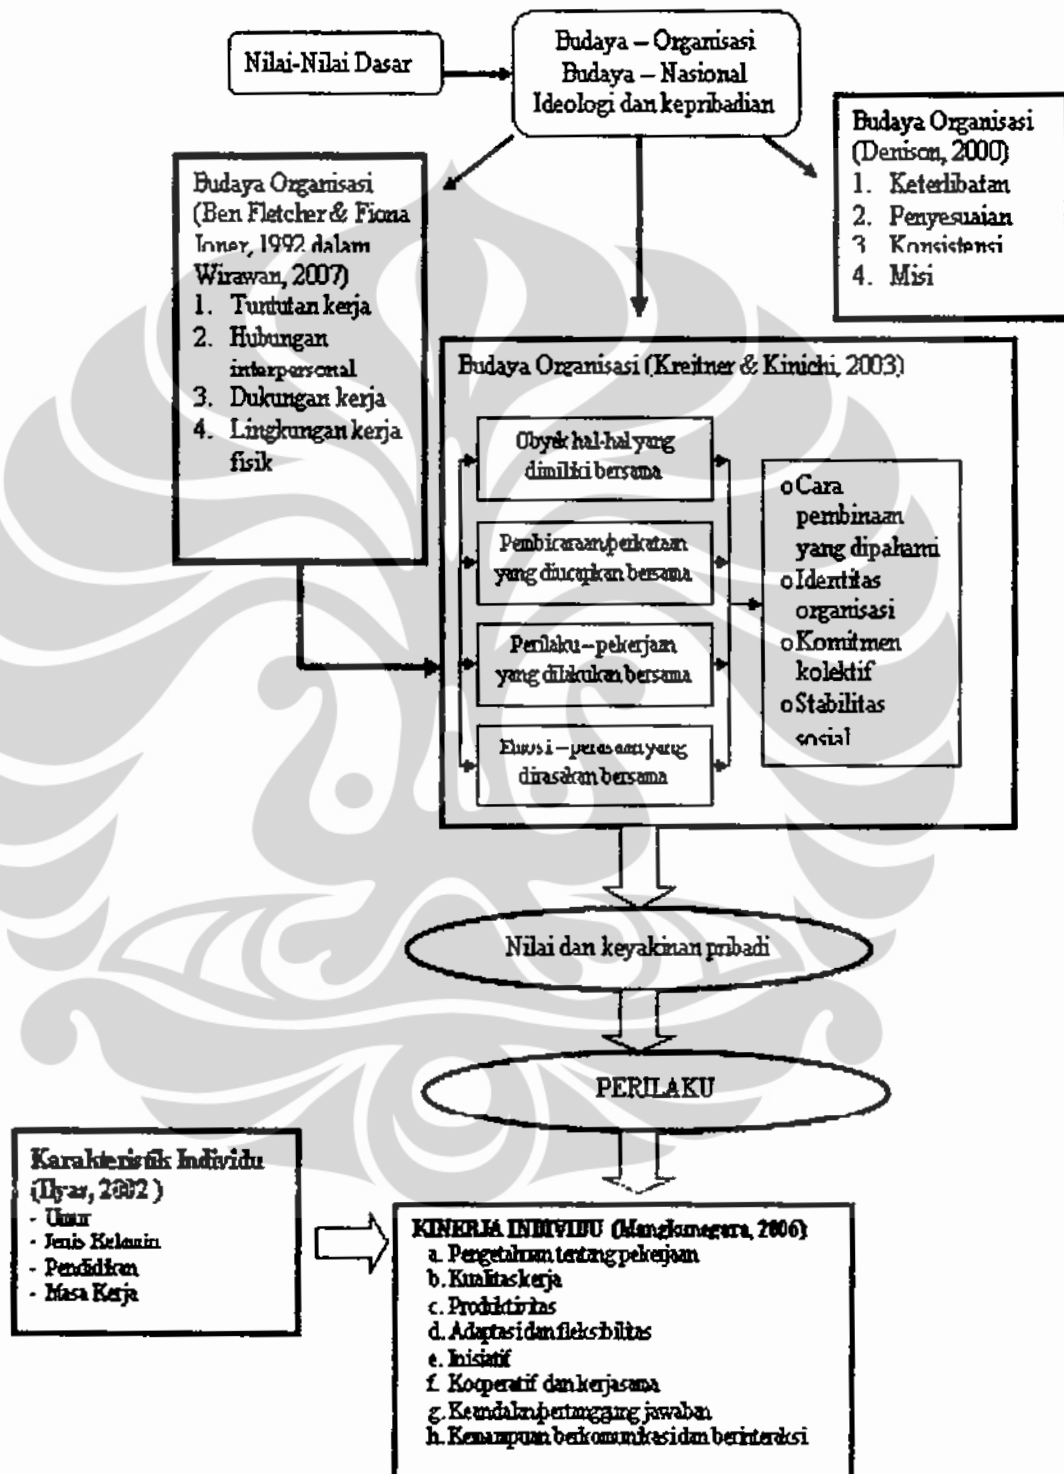 Nilai-Nilai Dasar
Budaya – Organisasi
Budaya – Nasional
Ideologi dan kepribadian
Budaya Organisasi
(Denison, 2000)
1. Keterlibatan
2. Penyesuaian
3 Konsistensi
4. Misi
Budaya Organisasi
(Ben Fletcher & Fiona
Joner, 1992 dalam
Wirawan, 2007)
1. Tuntutan kerja
2. Hubungan
interpersonal
3. Dukungan kerja
4. Lingkungan kerja
fisik
Budaya Organisasi (Kreitner & Kinichi, 2003)
Obyek hal-hal yang
dimiliki bersama
Pembicaraan/perkataan
yang diucapkan bersama
Perilaku – pekerjaan
yang dilakukan bersama
Emosi – perasaan yang
dirasakan bersama
o Cara
pembinaan
yang dipahami
o Identitas
organisasi
o Komitmen
kolektif
o Stabilitas
sosial
Nilai dan keyakinan pribadi
PERILAKU
Karakteristik Individu
(Ilyas, 2002 )
- Umur
- Jenis Kelamin
- Pendidikan
- Masa Kerja
KINERJA INDIVIDU (Mangkunegara, 2006)
a. Pengetahuan tentang pekerjaan
b. Kualitas kerja
c. Produktivitas
d. Adaptasi dan fleksibilitas
e. Inisiatif
f. Kooperatif dan kerjasama
g. Keandalan/pertanggung jawaban
h. Kemampuan berkomunikasi dan berinteraksi